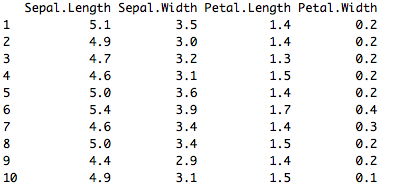 Sepal.Length Sepal.Width Petal.Length Petal.Width
1 5.1 3.5 1.4 0.2
2 4.9 3.0 1.4 0.2
3 4.7 3.2 1.3 0.2
4 4.6 3.1 1.5 0.2
5 5.0 3.6 1.4 0.2
6 5.4 3.9 1.7 0.4
7 4.6 3.4 1.4 0.3
8 5.0 3.4 1.5 0.2
9 4.4 2.9 1.4 0.2
10 4.9 3.1 1.5 0.1